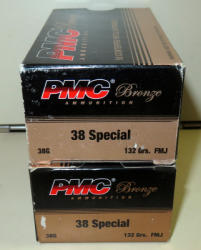 PMC Bronze
AMMUNITION
38 Special
38G 132 Grs. FMJ
PMC Bronze
AMMUNITION
38 Special
38G 132 Grs. FMJ